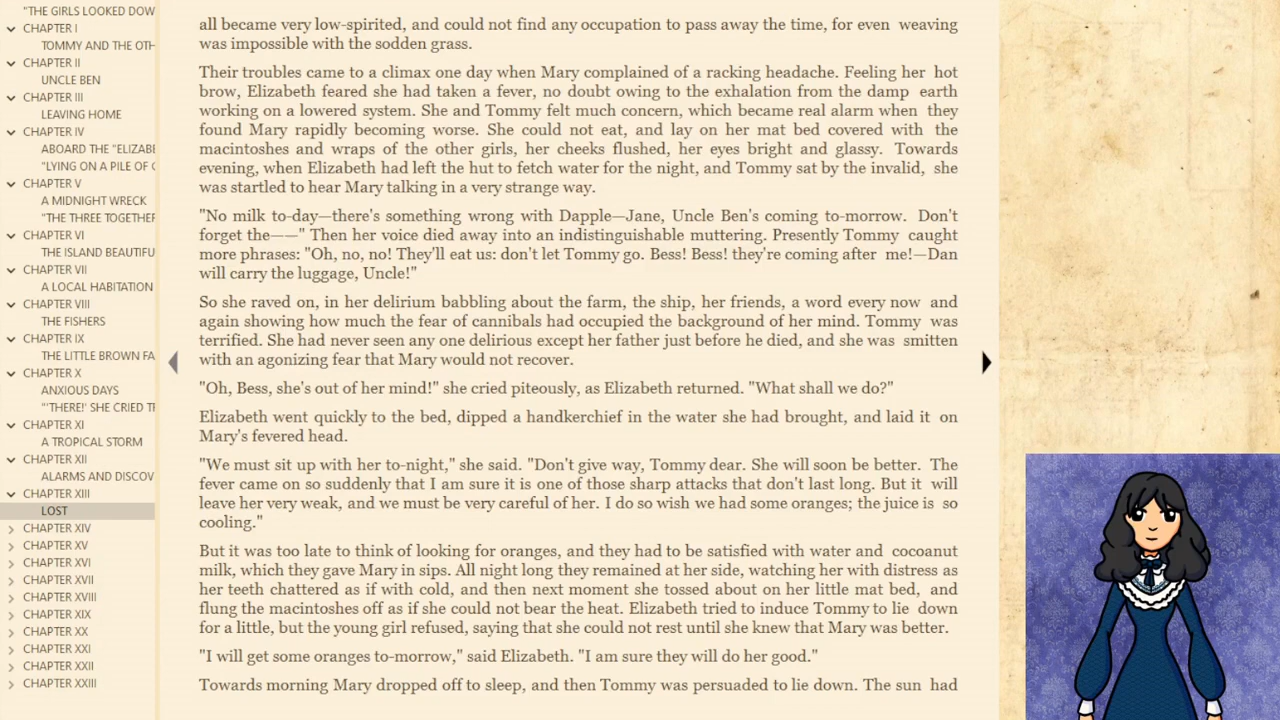 "THE GIRLS LOOKED DOW
CHAPTER I
TOMMY AND THE OTH
CHAPTER II
UNCLE BEN
CHAPTER III
LEAVING HOME
CHAPTER IV
ABOARD THE "ELIZABE
"LYING ON A PILE OF C
CHAPTER V
A MIDNIGHT WRECK
"THE THREE TOGETHER
CHAPTER VI
THE ISLAND BEAUTIFU
CHAPTER VII
A LOCAL HABITATION
CHAPTER VIII
THE FISHERS
CHAPTER IX
THE LITTLE BROWN FA
CHAPTER X
ANXIOUS DAYS
"'THERE!' SHE CRIED TR
CHAPTER XI
A TROPICAL STORM
CHAPTER XII
ALARMS AND DISCOV
CHAPTER XIII
LOST
CHAPTER XIV
CHAPTER XV
CHAPTER XVI
CHAPTER XVII
CHAPTER XVIII
CHAPTER XIX
CHAPTER XX
CHAPTER XXI
CHAPTER XXII
CHAPTER XXIII
all became very low-spirited, and could not find any occupation to pass away the time, for even weaving
was impossible with the sodden grass.
Their troubles came to a climax one day when Mary complained of a racking headache. Feeling her hot
brow, Elizabeth feared she had taken a fever, no doubt owing to the exhalation from the damp earth
working on a lowered system. She and Tommy felt much concern, which became real alarm when they
found Mary rapidly becoming worse. She could not eat, and lay on her mat bed covered with the
macintoshes and wraps of the other girls, her cheeks flushed, her eyes bright and glassy. Towards
evening, when Elizabeth had left the hut to fetch water for the night, and Tommy sat by the invalid, she
was startled to hear Mary talking in a very strange way.
"No milk to-day—there's something wrong with Dapple—Jane, Uncle Ben's coming to-morrow. Don't
forget the——" Then her voice died away into an indistinguishable muttering. Presently Tommy caught
more phrases: "Oh, no, no! They'll eat us: don't let Tommy go. Bess! Bess! they're coming after me!—Dan
will carry the luggage, Uncle!"
So she raved on, in her delirium babbling about the farm, the ship, her friends, a word every now and
again showing how much the fear of cannibals had occupied the background of her mind. Tommy was
terrified. She had never seen any one delirious except her father just before he died, and she was smitten
with an agonizing fear that Mary would not recover.
"Oh, Bess, she's out of her mind!" she cried piteously, as Elizabeth returned. "What shall we do?"
Elizabeth went quickly to the bed, dipped a handkerchief in the water she had brought, and laid it on
Mary's fevered head.
"We must sit up with her to-night," she said. "Don't give way, Tommy dear. She will soon be better. The
fever came on so suddenly that I am sure it is one of those sharp attacks that don't last long. But it will
leave her very weak, and we must be very careful of her. I do so wish we had some oranges; the juice is so
cooling."
But it was too late to think of looking for oranges, and they had to be satisfied with water and cocoanut
milk, which they gave Mary in sips. All night long they remained at her side, watching her with distress as
her teeth chattered as if with cold, and then next moment she tossed about on her little mat bed, and
flung the macintoshes off as if she could not bear the heat. Elizabeth tried to induce Tommy to lie down
for a little, but the young girl refused, saying that she could not rest until she knew that Mary was better.
"I will get some oranges to-morrow," said Elizabeth. "I am sure they will do her good."
Towards morning Mary dropped off to sleep, and then Tommy was persuaded to lie down. The sun had